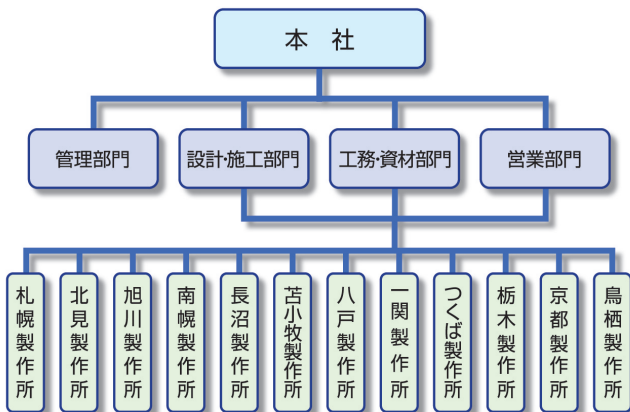 本 社
管理部門
設計・施工部門
工務・資材部門
営業部門
札幌製作所
北見製作所
旭川製作所
南幌製作所
長沼製作所
苫小牧製作所
八戸製作所
一関製作所
つくば製作所
栃木製作所
京都製作所
鳥栖製作所